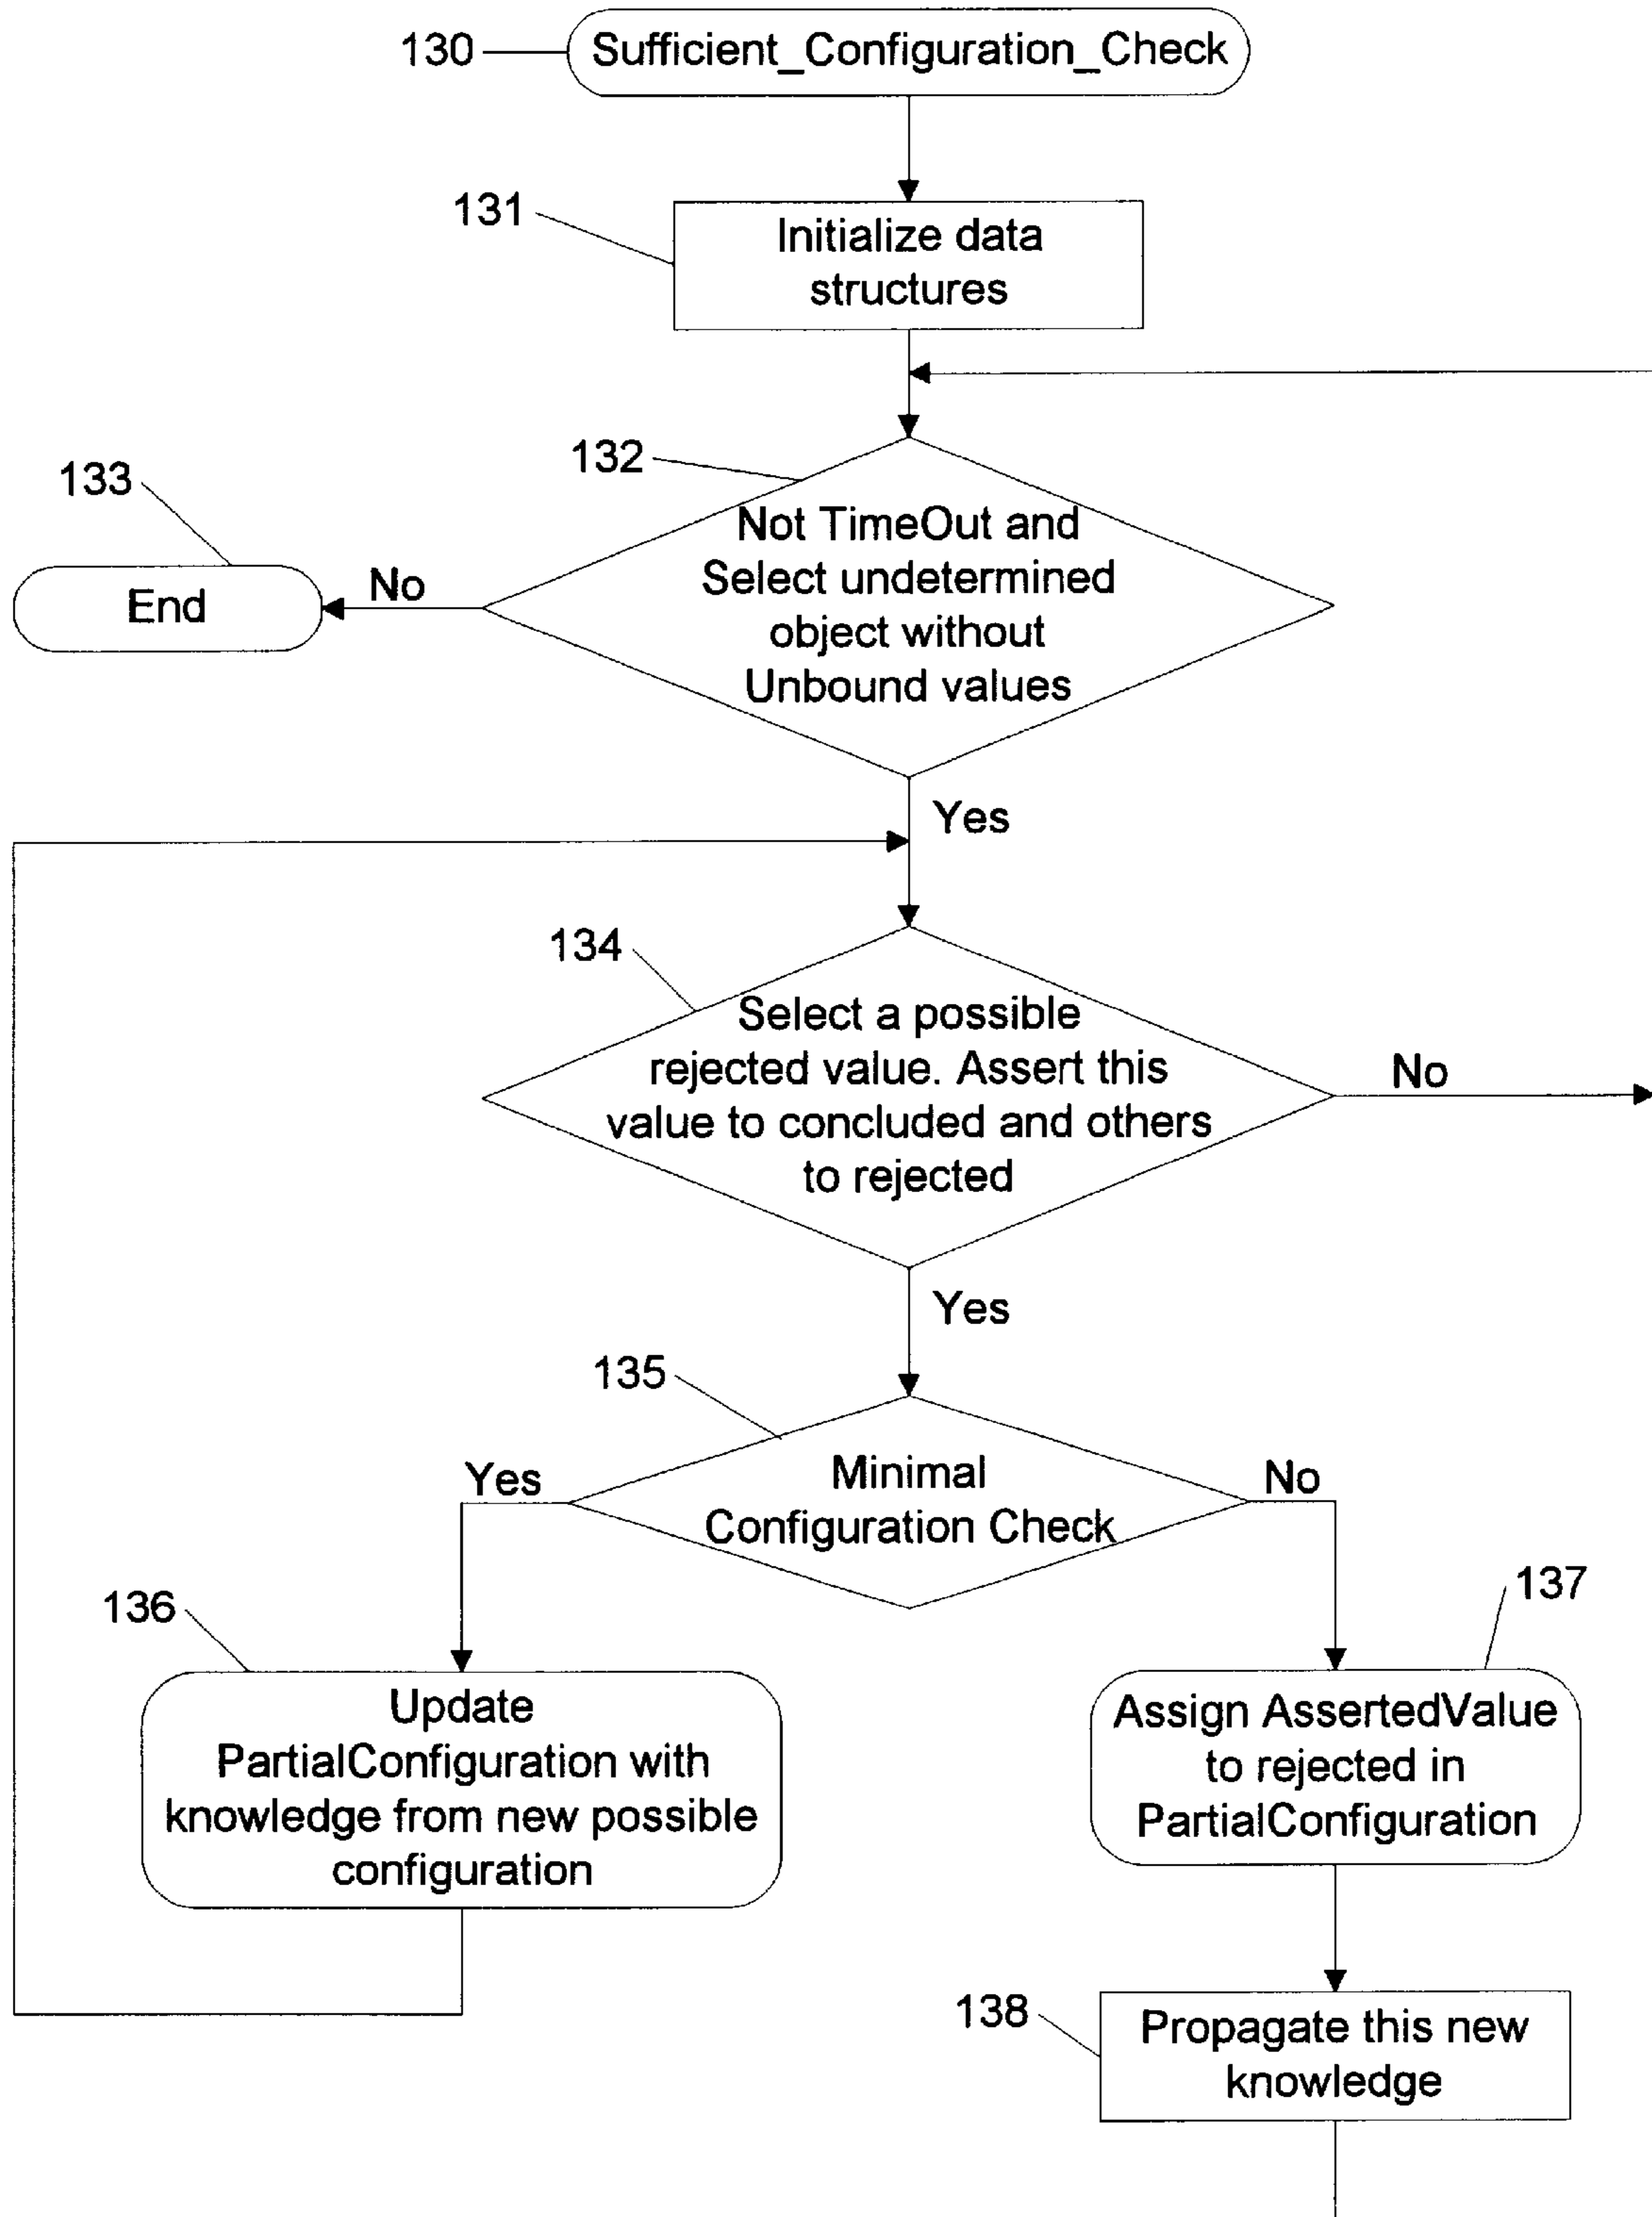 130
Sufficient_Configuration_Check
131
Initialize data
structures
132
133
Not TimeOut and
Select undetermined
object without
Unbound values
No
End
Yes
134
Select a possible
rejected value. Assert this
value to concluded and others
to rejected
No
Yes
135
Minimal
Configuration Check
Yes
No
136
137
Update
PartialConfiguration with
knowledge from new possible
configuration
Assign AssertedValue
to rejected in
PartialConfiguration
138
Propagate this new
knowledge